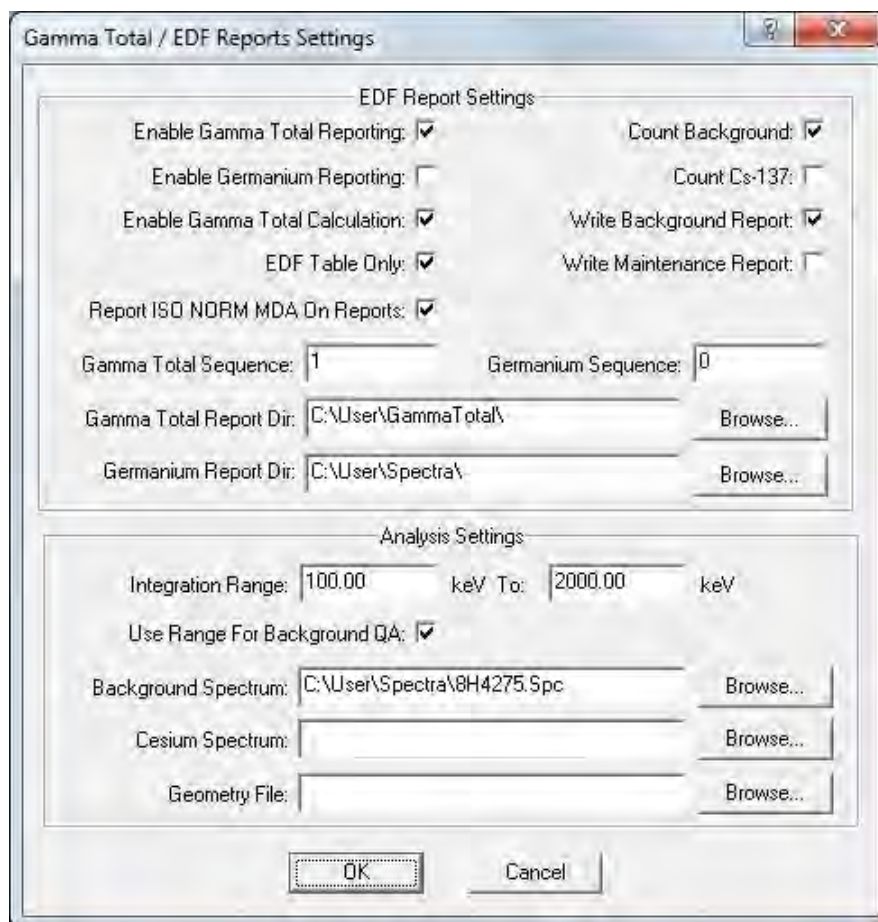 Gamma Total / EDF Reports Settings
EDF Report Settings
Enable Gamma Total Reporting: Count Background:
Enable Germanium Reporting: Count Cs-137:
Enable Gamma Total Calculation: Write Background Report:
EDF Table Only: Write Maintenance Report:
Report ISO NORM MDA On Reports:
Gamma Total Sequence: 1 Germanium Sequence: 0
Gamma Total Report Dir: C:\User\GammaTotal\ Browse...
Germanium Report Dir: C:\User\Spectra\ Browse...
Analysis Settings
Integration Range: 100.00 keV To: 2000.00 keV
Use Range For Background QA:
Background Spectrum: C:\User\Spectra\8H4275.Spc Browse...
Cesium Spectrum: Browse...
Geometry File: Browse...
OK Cancel